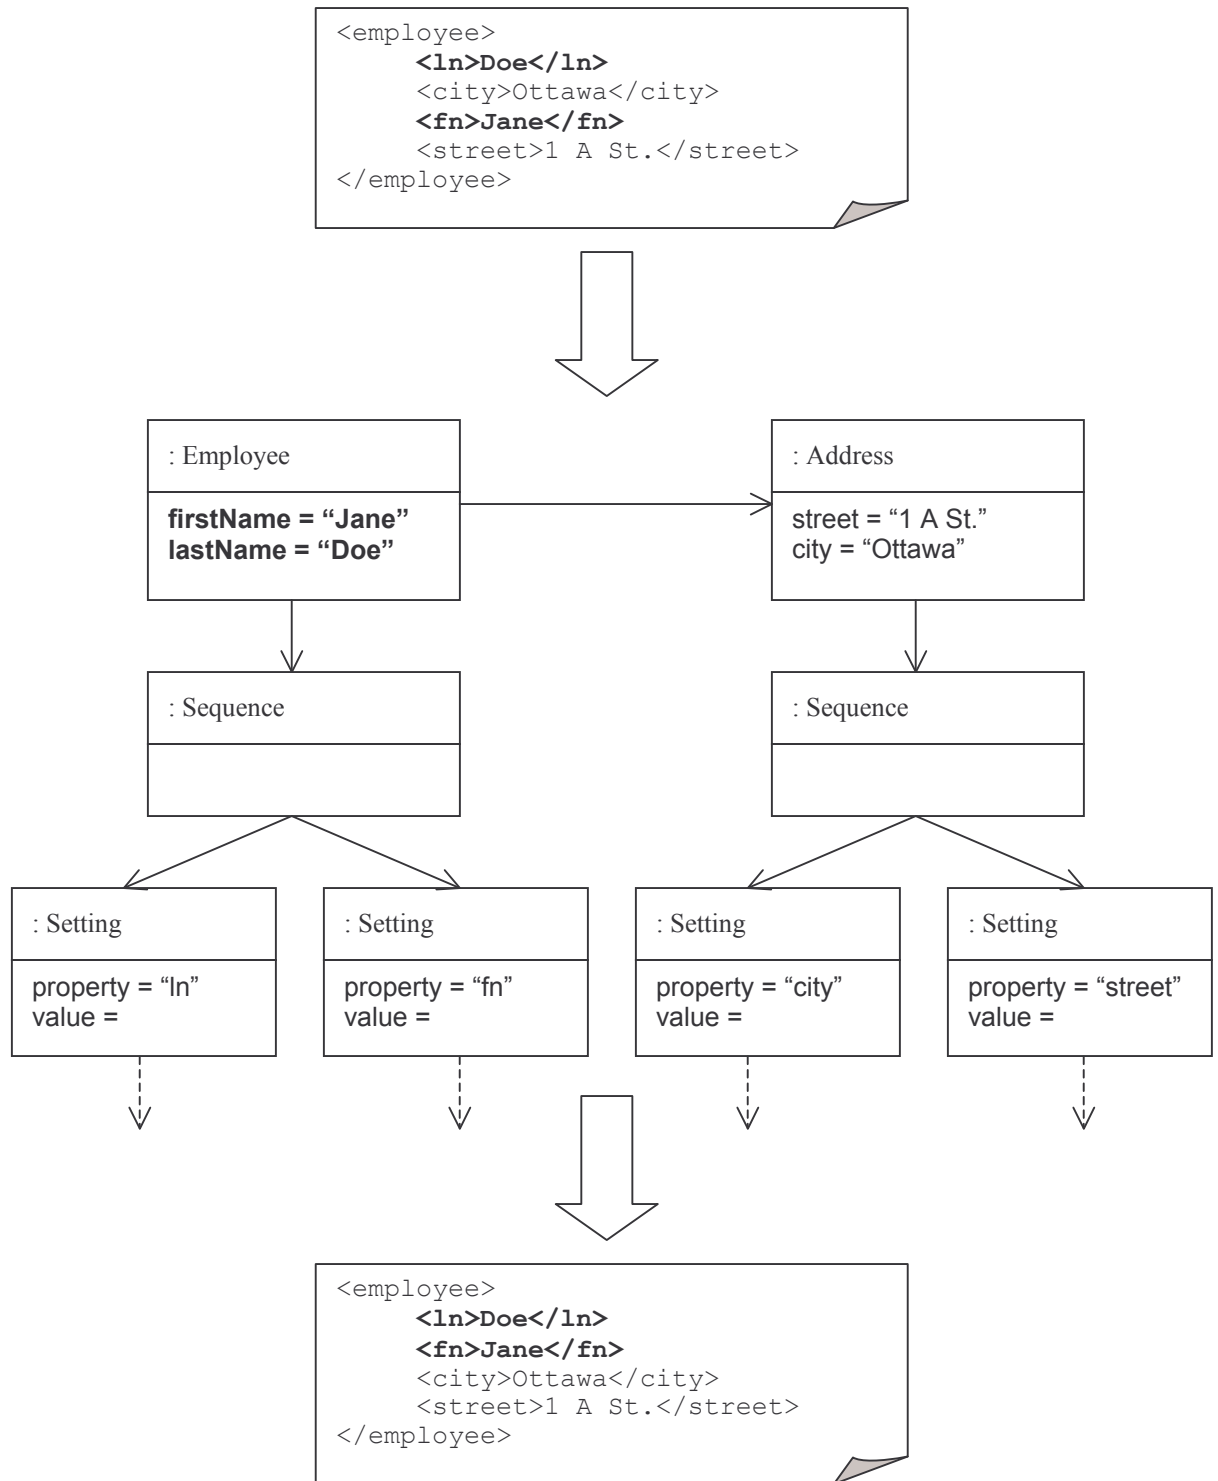 <employee>
<ln>Doe</ln>
<city>Ottawa</city>
<fn>Jane</fn>
<street>1 A St.</street>
</employee>
: Employee
firstName = “Jane”
lastName = “Doe”
: Address
street = “1 A St.”
city = “Ottawa”
: Sequence
: Sequence
: Setting
property = “ln”
value =
: Setting
property = “fn”
value =
: Setting
property = “city”
value =
: Setting
property = “street”
value =
<employee>
<ln>Doe</ln>
<fn>Jane</fn>
<city>Ottawa</city>
<street>1 A St.</street>
</employee>